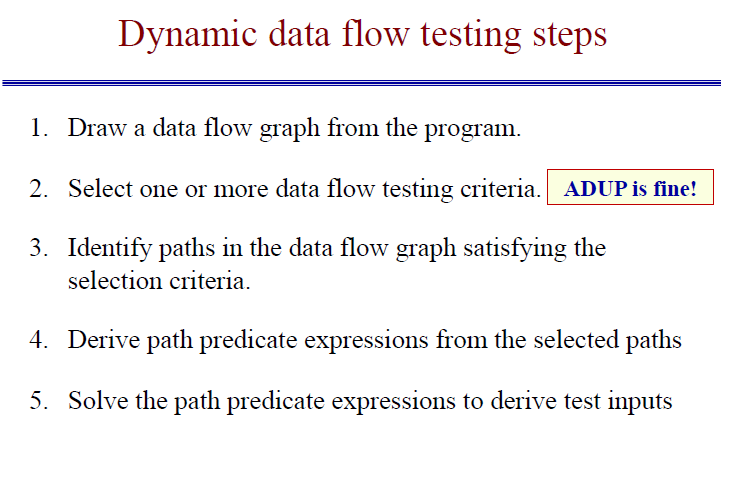 Dynamic data flow testing steps
1. Draw a data flow graph from the program.
2. Select one or more data flow testing criteria. ADUP is fine!
3. Identify paths in the data flow graph satisfying the
selection criteria.
4. Derive path predicate expressions from the selected paths
5. Solve the path predicate expressions to derive test inputs